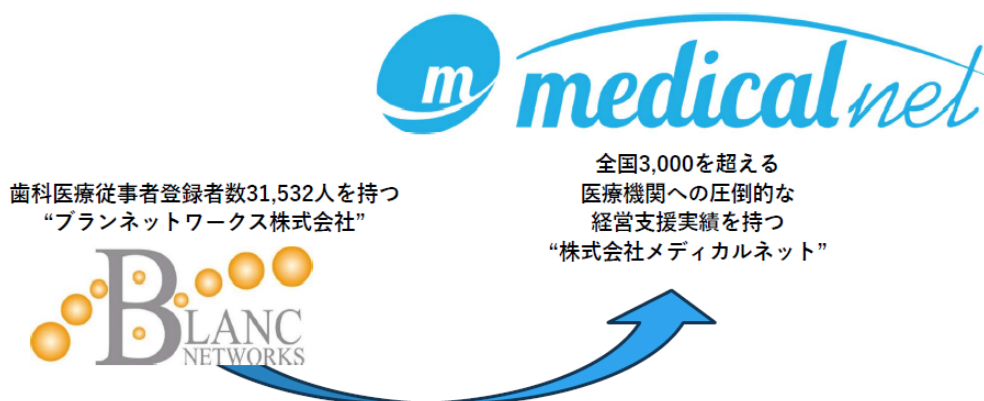 m medicalnet
全国3,000を超える
医療機関への圧倒的な
経営支援実績を持つ
“株式会社メディカルネット”
歯科医療従事者登録者数31,532人を持つ
“ブランネットワークス株式会社”
BLANC
NETWORKS